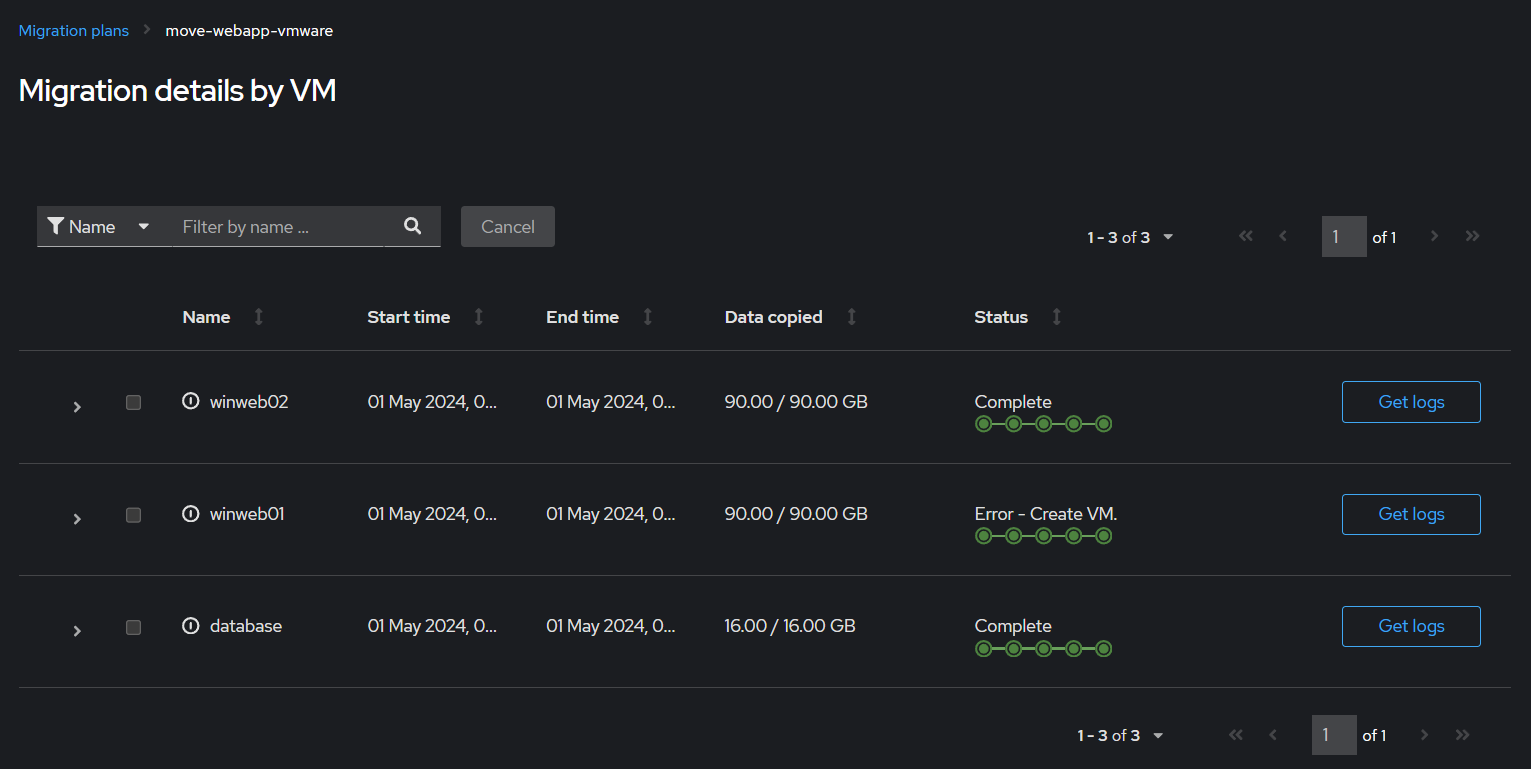 Migration plans move-webapp-vmware
Migration details by VM
Name Filter by name ... Cancel
1 - 3 of 3 1 of 1
Name Start time End time Data copied Status
winweb02 01 May 2024, 0... 01 May 2024, 0... 90.00 / 90.00 GB Complete Get logs
winweb01 01 May 2024, 0... 01 May 2024, 0... 90.00 / 90.00 GB Error - Create VM. Get logs
database 01 May 2024, 0... 01 May 2024, 0... 16.00 / 16.00 GB Complete Get logs
1 - 3 of 3 1 of 1